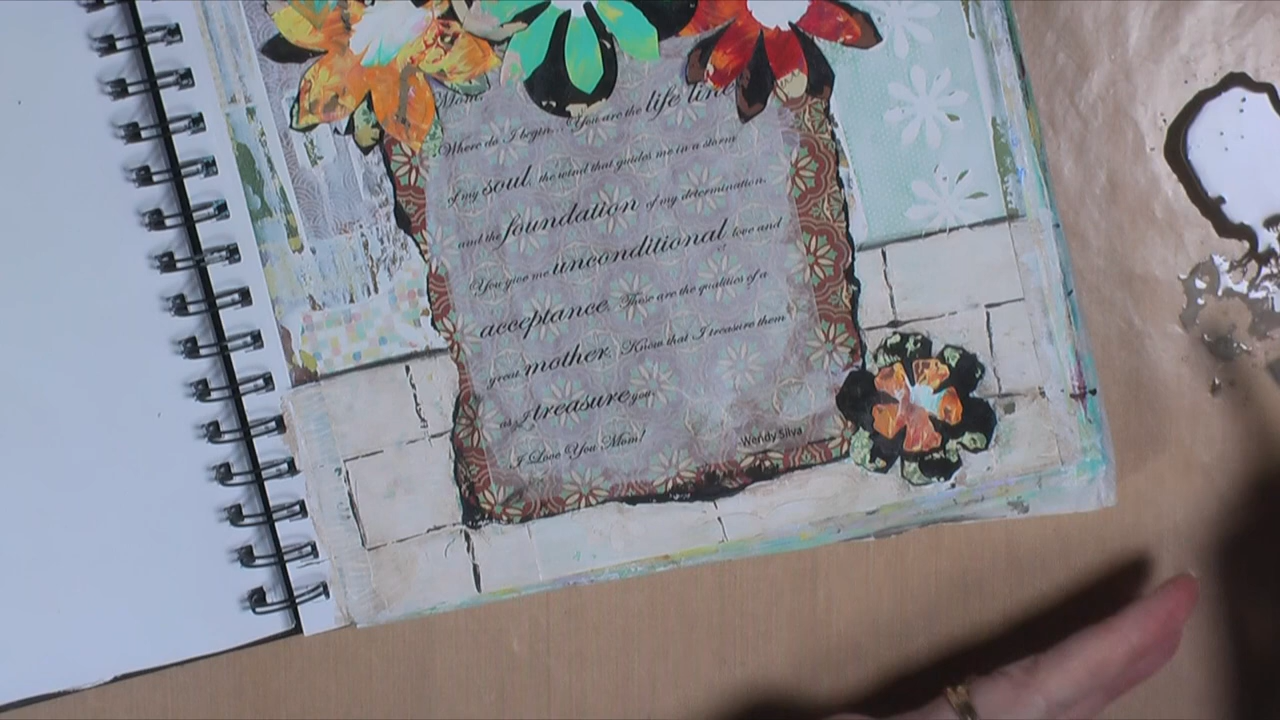 Mom,
Where do I begin... You are the life line
of my soul, the wind that guides me in a storm
and the foundation of my determination.
You give me unconditional love and
acceptance. These are the qualities of a
great mother. Know that I treasure them
as I treasure you.
I Love You Mom!
-Wendy Silva